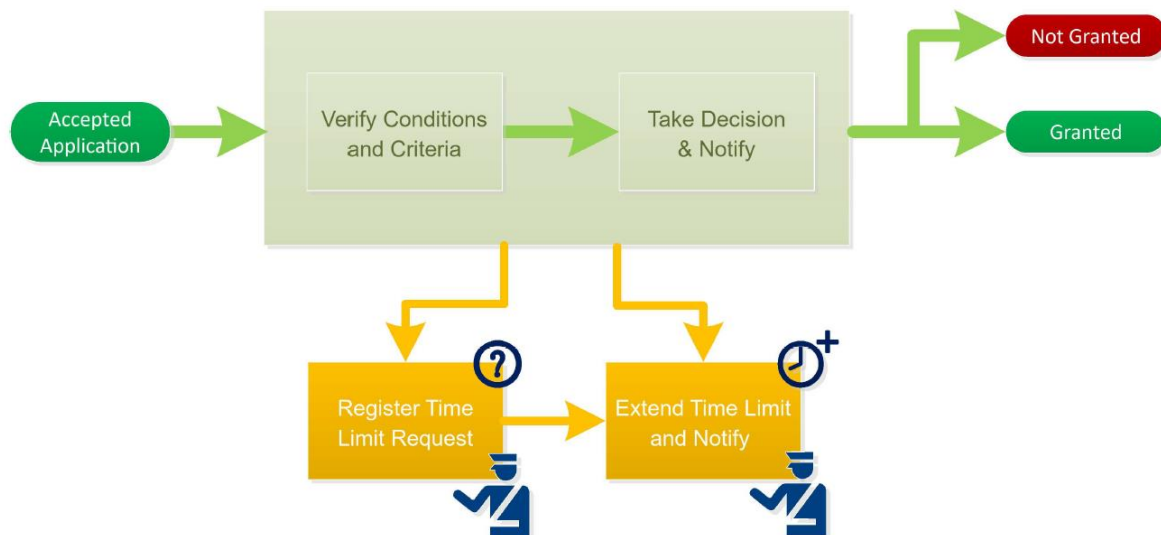 Not Granted
Accepted
Application
Verify Conditions
and Criteria
Take Decision
& Notify
Granted
?
Register Time
Limit Request
+
Extend Time Limit
and Notify